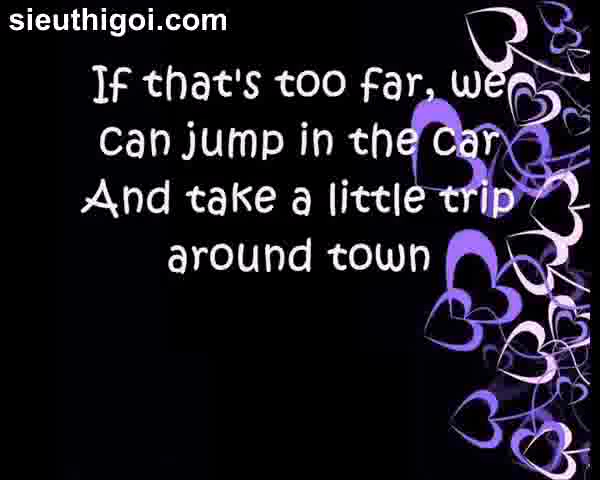 sieuthigoi.com
If that's too far, we
can jump in the car
And take a little trip
around town